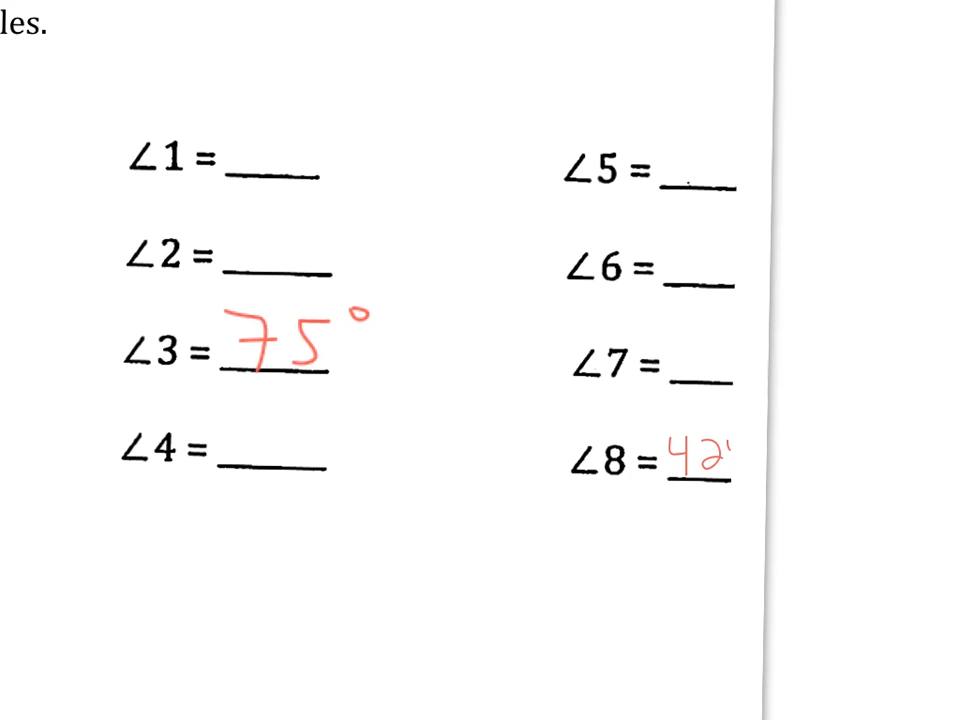 les.
∠1 = ____
∠2 = ____
∠3 = 75°
∠4 = ____
∠5 = ____
∠6 = ____
∠7 = ____
∠8 = 42°